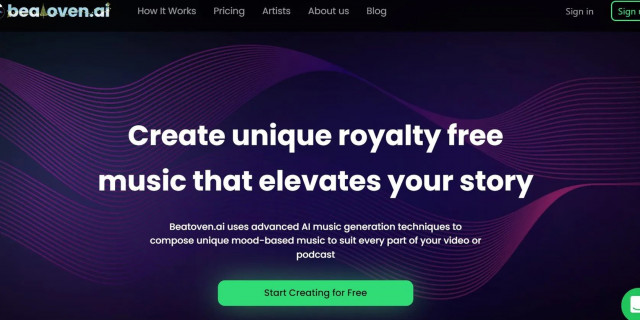 beatoven.ai
How It Works Pricing Artists About us Blog
Sign in
Sign
Create unique royalty free
music that elevates your story
Beatoven.ai uses advanced AI music generation techniques to
compose unique mood-based music to suit every part of your video or
podcast
Start Creating for Free